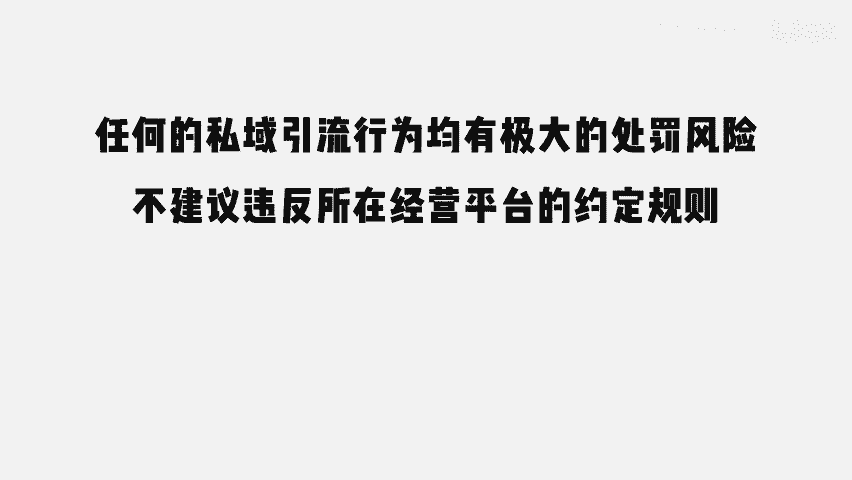 任何的私域引流行为均有极大的处罚风险
不建议违反所在经营平台的约定规则